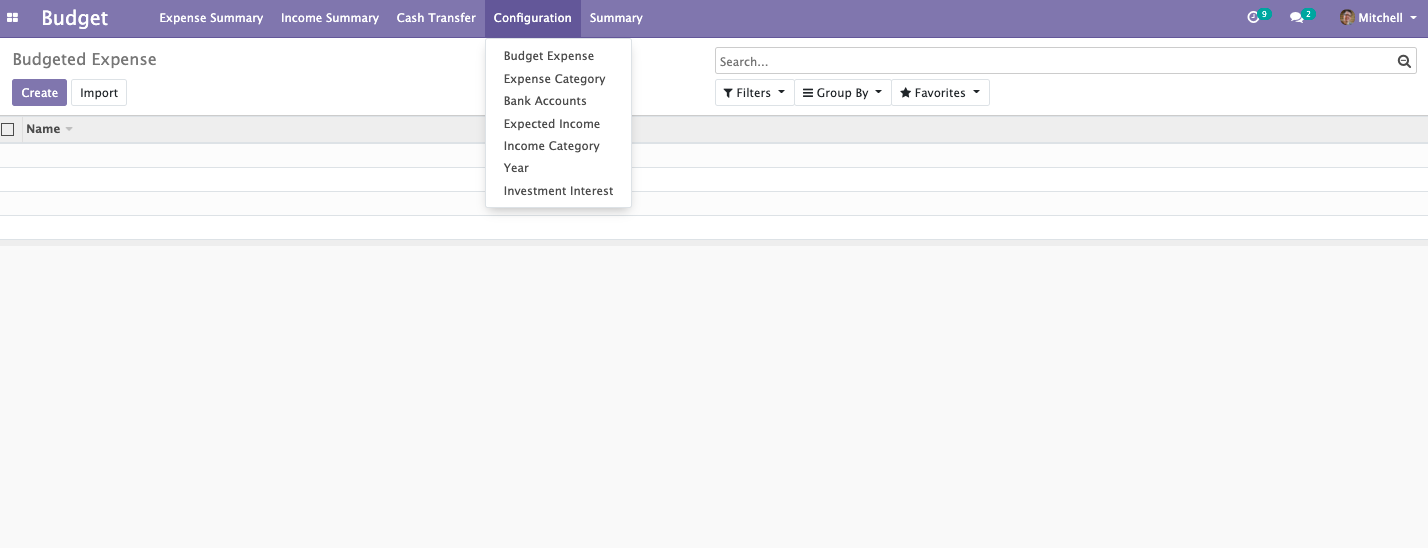 Budget Expense Summary Income Summary Cash Transfer Configuration Summary 9 2 Mitchell
Budgeted Expense
Search...
Create Import
Filters Group By Favorites
Name
Budget Expense
Expense Category
Bank Accounts
Expected Income
Income Category
Year
Investment Interest